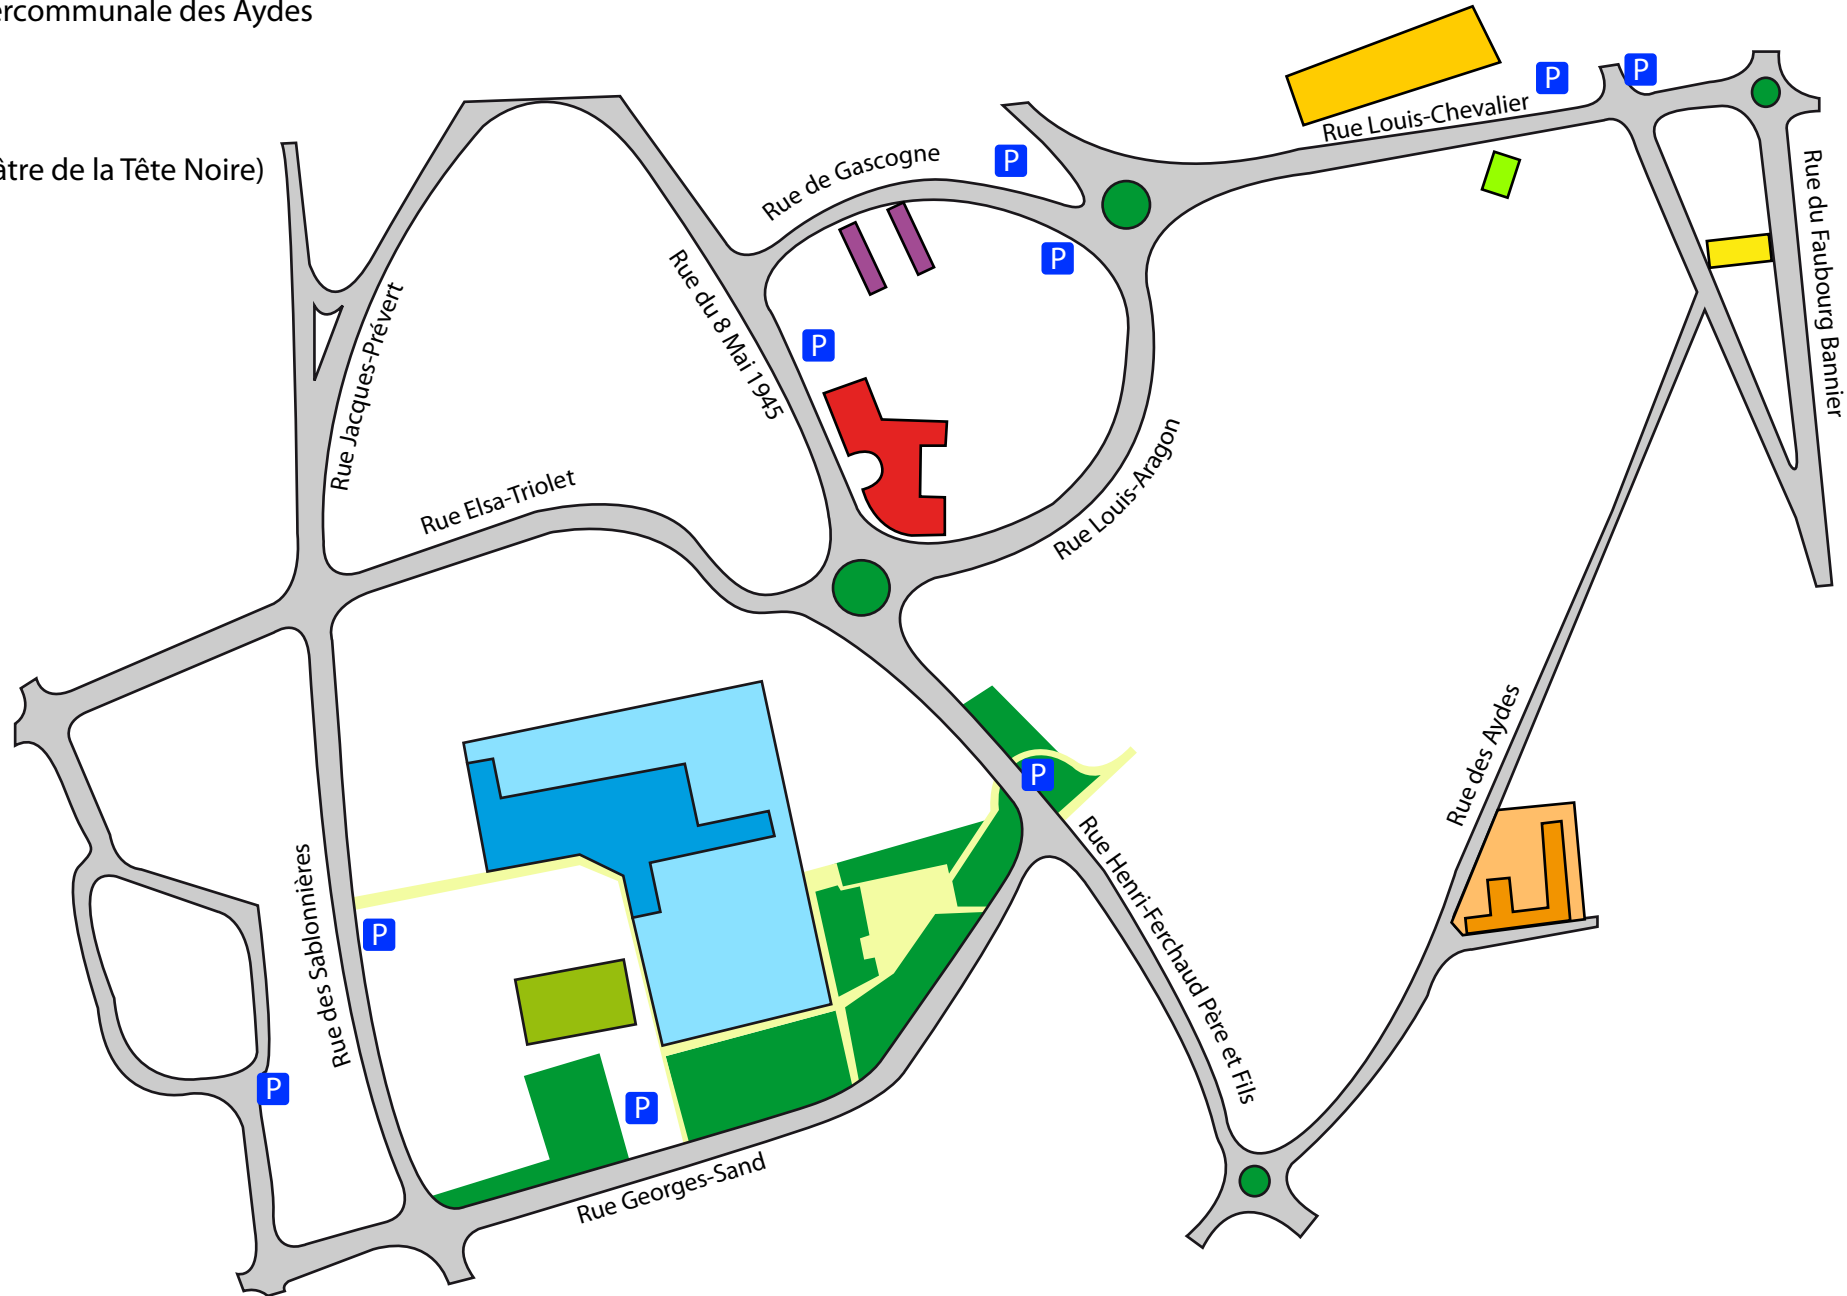 ercommunale des Aydes
âtre de la Tête Noire)
P
P
Rue Louis-Chevalier
Rue de Gascogne
P
P
Rue du Faubourg Bannier
Rue du 8 Mai 1945
P
Rue Jacques-Prévert
Rue Elsa-Triolet
Rue Louis-Aragon
Rue des Aydes
P
Rue Henri-Ferchaud Père et Fils
Rue des Sablonnières
P
P
P
Rue Georges-Sand